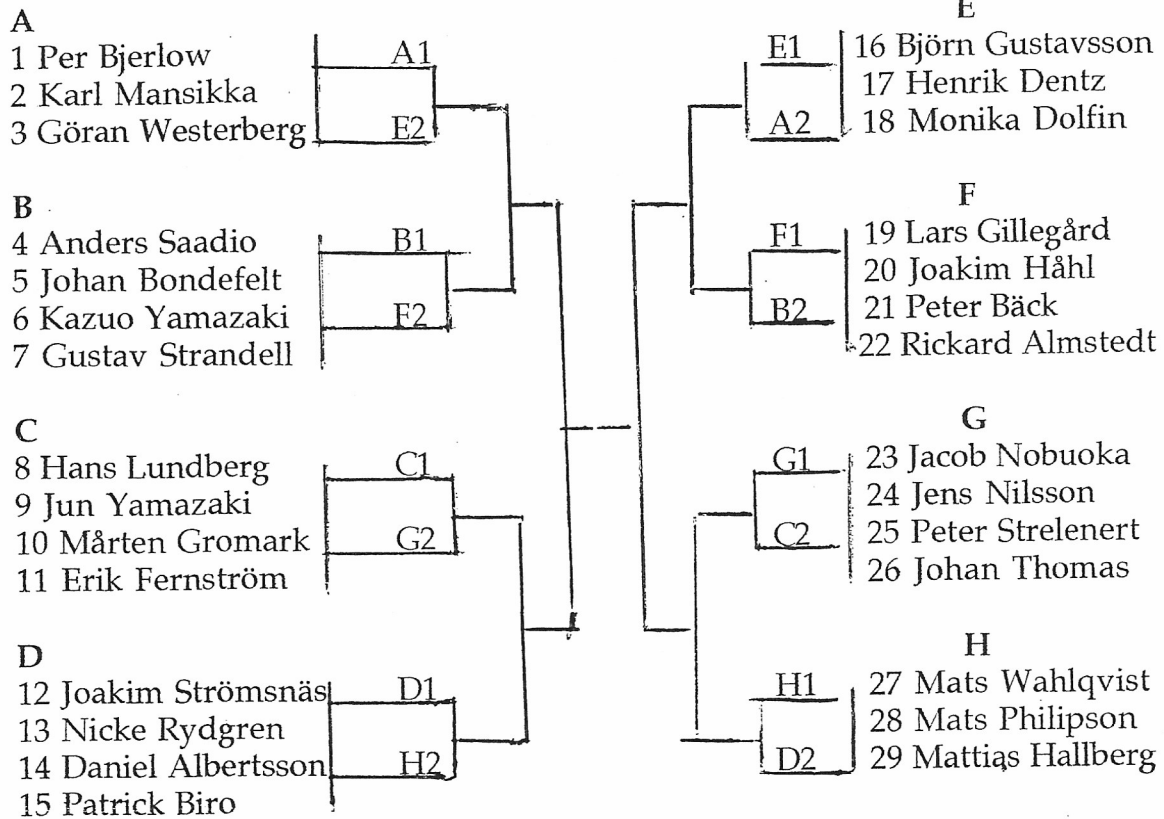 A
1 Per Bjerlow
2 Karl Mansikka
3 Göran Westerberg
A1
E2
B
4 Anders Saadio
5 Johan Bondefelt
6 Kazuo Yamazaki
7 Gustav Strandell
B1
F2
C
8 Hans Lundberg
9 Jun Yamazaki
10 Mårten Gromark
11 Erik Fernström
C1
G2
D
12 Joakim Strömsnäs
13 Nicke Rydgren
14 Daniel Albertsson
15 Patrick Biro
D1
H2
E
E1
A2
16 Björn Gustavsson
17 Henrik Dentz
18 Monika Dolfin
F
F1
B2
19 Lars Gillegård
20 Joakim Håhl
21 Peter Bäck
22 Rickard Almstedt
G
G1
C2
23 Jacob Nobuoka
24 Jens Nilsson
25 Peter Strelenert
26 Johan Thomas
H
H1
D2
27 Mats Wahlqvist
28 Mats Philipson
29 Mattias Hallberg